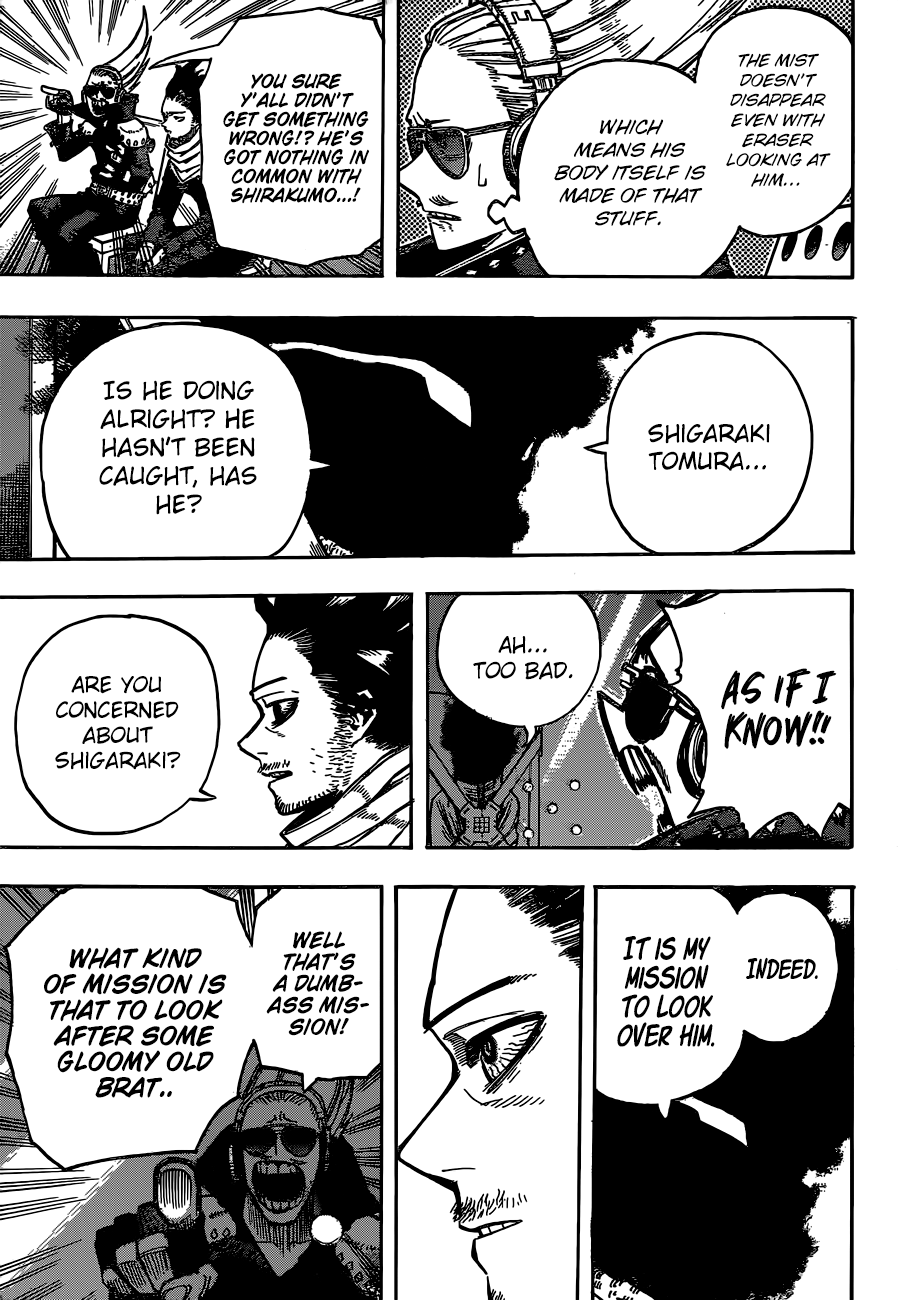 THE MIST
DOESN'T
DISAPPEAR
EVEN WITH
ERASER
LOOKING AT
HIM...
WHICH
MEANS HIS
BODY ITSELF IS
MADE OF THAT
STUFF.
E
YOU SURE
Y'ALL DIDN'T
GET SOMETHING
WRONG!? HE'S
GOT NOTHING IN
COMMON WITH
SHIRAKUMO...!
SHIGARAKI
TOMURA...
IS HE DOING
ALRIGHT? HE
HASN'T BEEN
CAUGHT, HAS
HE?
AS IF I
KNOW!!
AH...
TOO BAD.
ARE YOU
CONCERNED
ABOUT
SHIGARAKI?
INDEED.
IT IS MY
MISSION
TO LOOK
OVER HIM.
WELL
THAT'S
A DUMB-
ASS MIS-
SION!
WHAT KIND
OF MISSION IS
THAT TO LOOK
AFTER SOME
GLOOMY OLD
BRAT..